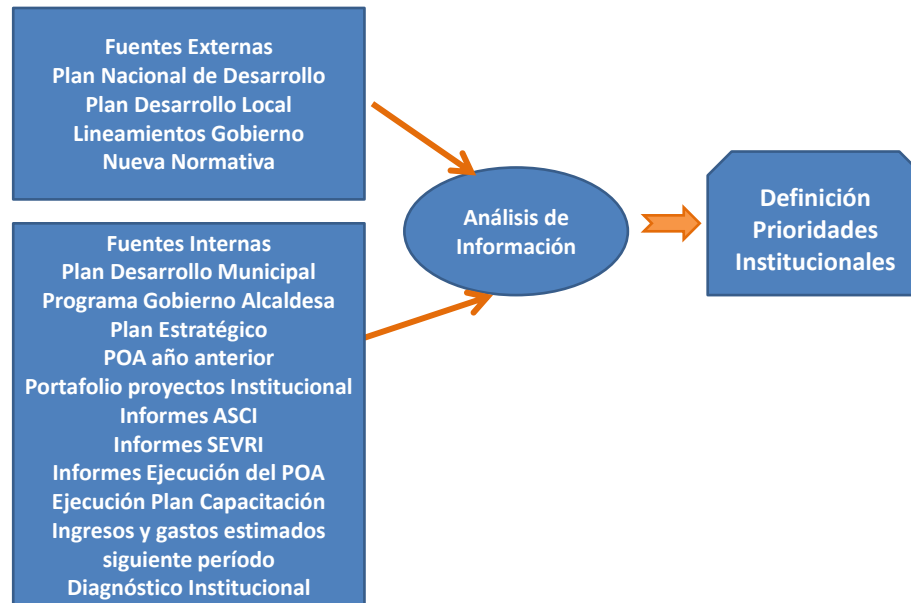 Fuentes Externas
Plan Nacional de Desarrollo
Plan Desarrollo Local
Lineamientos Gobierno
Nueva Normativa
Fuentes Internas
Plan Desarrollo Municipal
Programa Gobierno Alcaldesa
Plan Estratégico
POA año anterior
Portafolio proyectos Institucional
Informes ASCI
Informes SEVRI
Informes Ejecución del POA
Ejecución Plan Capacitación
Ingresos y gastos estimados
siguiente período
Diagnóstico Institucional
Análisis de
Información
Definición
Prioridades
Institucionales